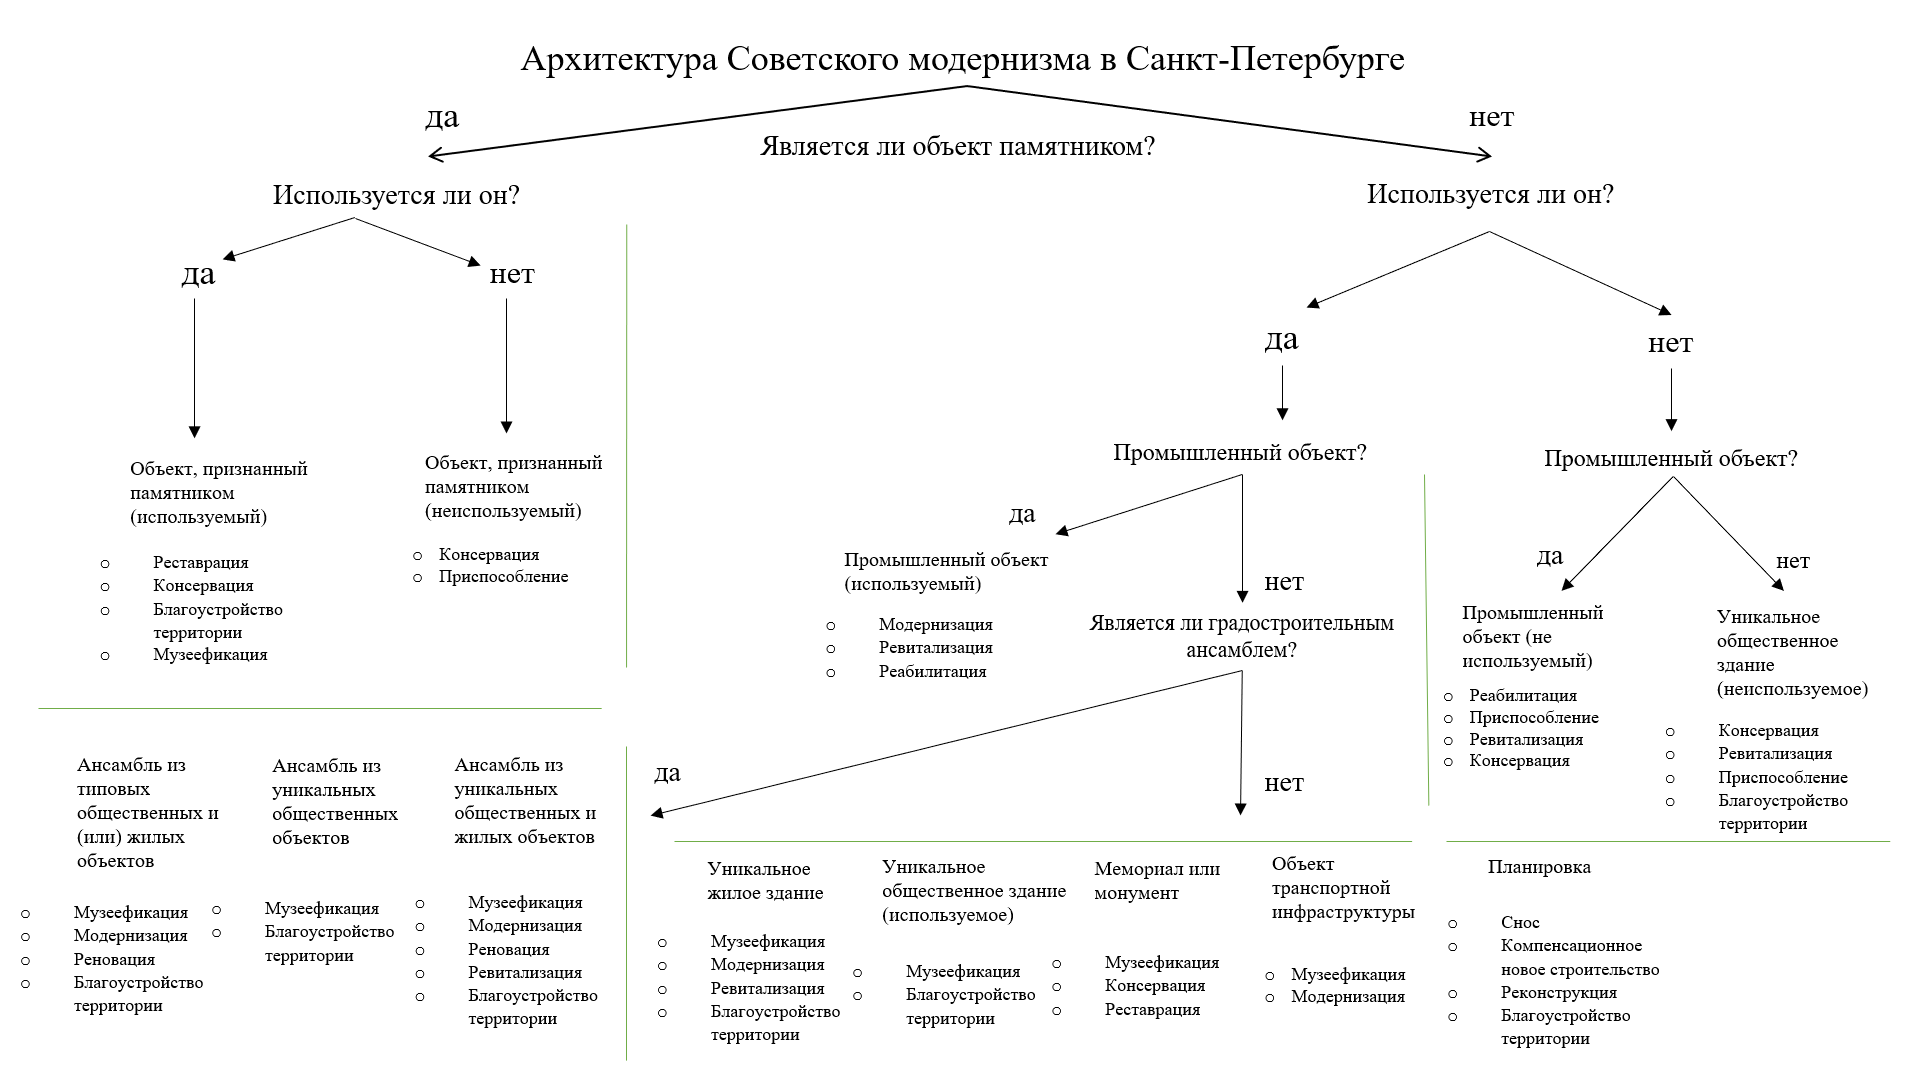 Архитектура Советского модернизма в Санкт-Петербурге
да
нет
Является ли объект памятником?
Используется ли он?
да
нет
Объект, признанный
памятником
(используемый)
o Реставрация
o Консервация
o Благоустройство
территории
o Музеефикация
Объект, признанный
памятником
(неиспользуемый)
o Консервация
o Приспособление
Используется ли он?
да
нет
Промышленный объект?
да
Промышленный объект
(используемый)
o Модернизация
o Ревитализация
o Реабилитация
нет
Является ли градостроительным
ансамблем?
да
нет
Промышленный объект?
да
нет
Промышленный
объект (не
используемый)
o Реабилитация
o Приспособление
o Ревитализация
o Консервация
Уникальное
общественное
здание
(неиспользуемое)
o Консервация
o Ревитализация
o Приспособление
o Благоустройство
территории
Ансамбль из
типовых
общественных и
(или) жилых
объектов
o Музеефикация
o Модернизация
o Реновация
o Благоустройство
территории
Ансамбль из
уникальных
общественных
объектов
o Музеефикация
o Благоустройство
территории
Ансамбль из
уникальных
общественных и
жилых объектов
o Музеефикация
o Модернизация
o Реновация
o Ревитализация
o Благоустройство
территории
Уникальное
жилое здание
o Музеефикация
o Модернизация
o Ревитализация
o Благоустройство
территории
Уникальное
общественное здание
(используемое)
o Музеефикация
o Благоустройство
территории
Мемориал или
монумент
o Музеефикация
o Консервация
o Реставрация
Объект
транспортной
инфраструктуры
o Музеефикация
o Модернизация
Планировка
o Снос
o Компенсационное
новое строительство
o Реконструкция
o Благоустройство
территории